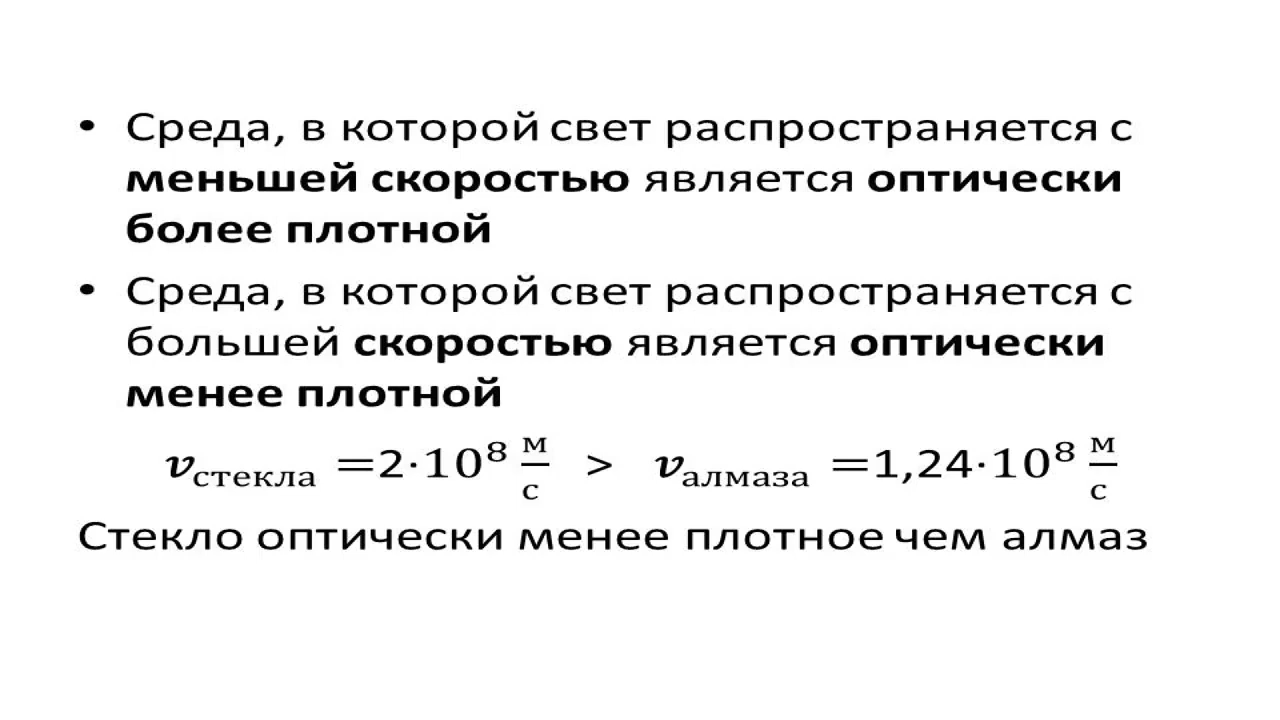 • Среда, в которой свет распространяется с
меньшей скоростью является оптически
более плотной
• Среда, в которой свет распространяется с
большей скоростью является оптически
менее плотной
𝒗стекла =2·10⁸ м/с > 𝒗алмаза =1,24·10⁸ м/с
Стекло оптически менее плотное чем алмаз